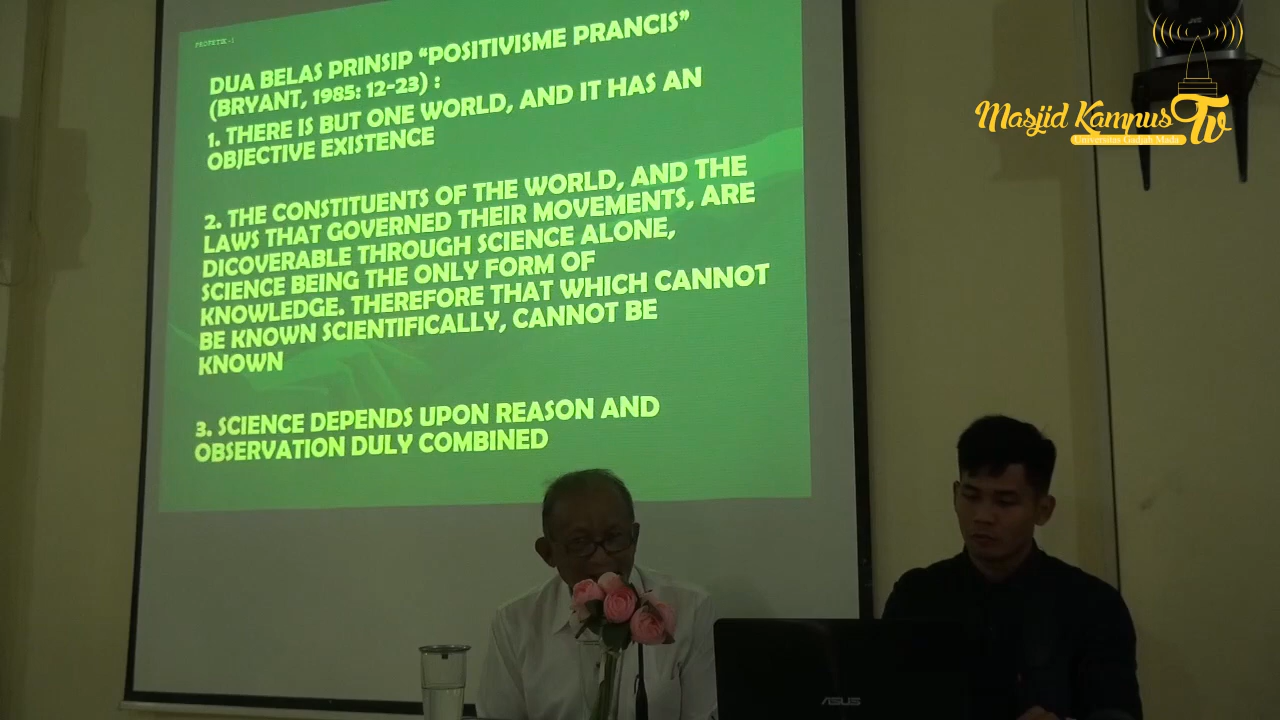 PROFETIK-1
DUA BELAS PRINSIP “POSITIVISME PRANCIS”
(BRYANT, 1985: 12-23) :
1. THERE IS BUT ONE WORLD, AND IT HAS AN
OBJECTIVE EXISTENCE
2. THE CONSTITUENTS OF THE WORLD, AND THE
LAWS THAT GOVERNED THEIR MOVEMENTS, ARE
DICOVERABLE THROUGH SCIENCE ALONE,
SCIENCE BEING THE ONLY FORM OF
KNOWLEDGE. THEREFORE THAT WHICH CANNOT
BE KNOWN SCIENTIFICALLY, CANNOT BE
KNOWN
3. SCIENCE DEPENDS UPON REASON AND
OBSERVATION DULY COMBINED
JVC
Masjid Kampus Tv
Universitas Gadjah Mada
ASUS